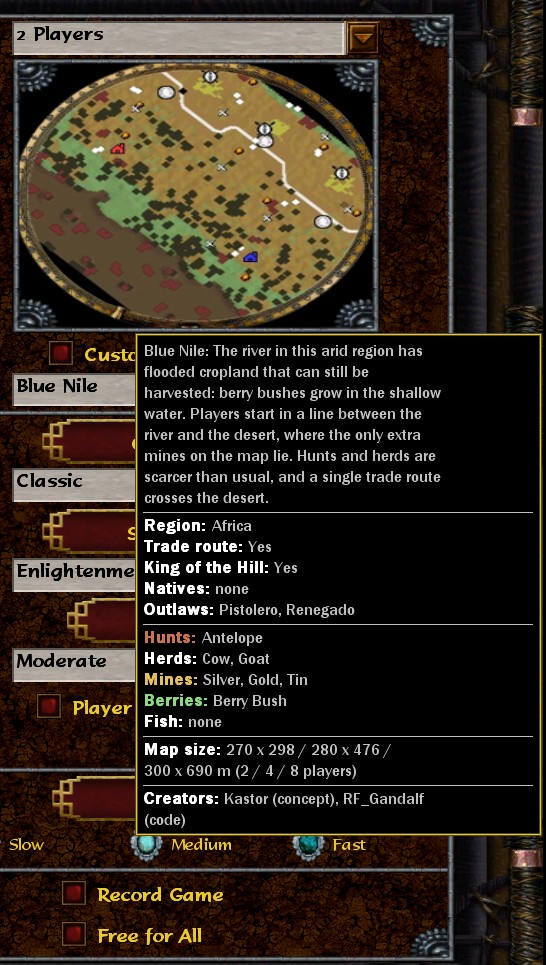 2 Players
Custo
Blue Nile
Blue Nile: The river in this arid region has
flooded cropland that can still be
harvested: berry bushes grow in the shallow
water. Players start in a line between the
river and the desert, where the only extra
mines on the map lie. Hunts and herds are
scarcer than usual, and a single trade route
crosses the desert.
Region: Africa
Trade route: Yes
King of the Hill: Yes
Natives: none
Outlaws: Pistolero, Renegado
Hunts: Antelope
Herds: Cow, Goat
Mines: Silver, Gold, Tin
Berries: Berry Bush
Fish: none
Map size: 270 x 298 / 280 x 476 /
300 x 690 m (2 / 4 / 8 players)
Creators: Kastor (concept), RF_Gandalf
(code)
Classic
Enlightenme
Moderate
Player
Slow Medium Fast
Record Game
Free for All